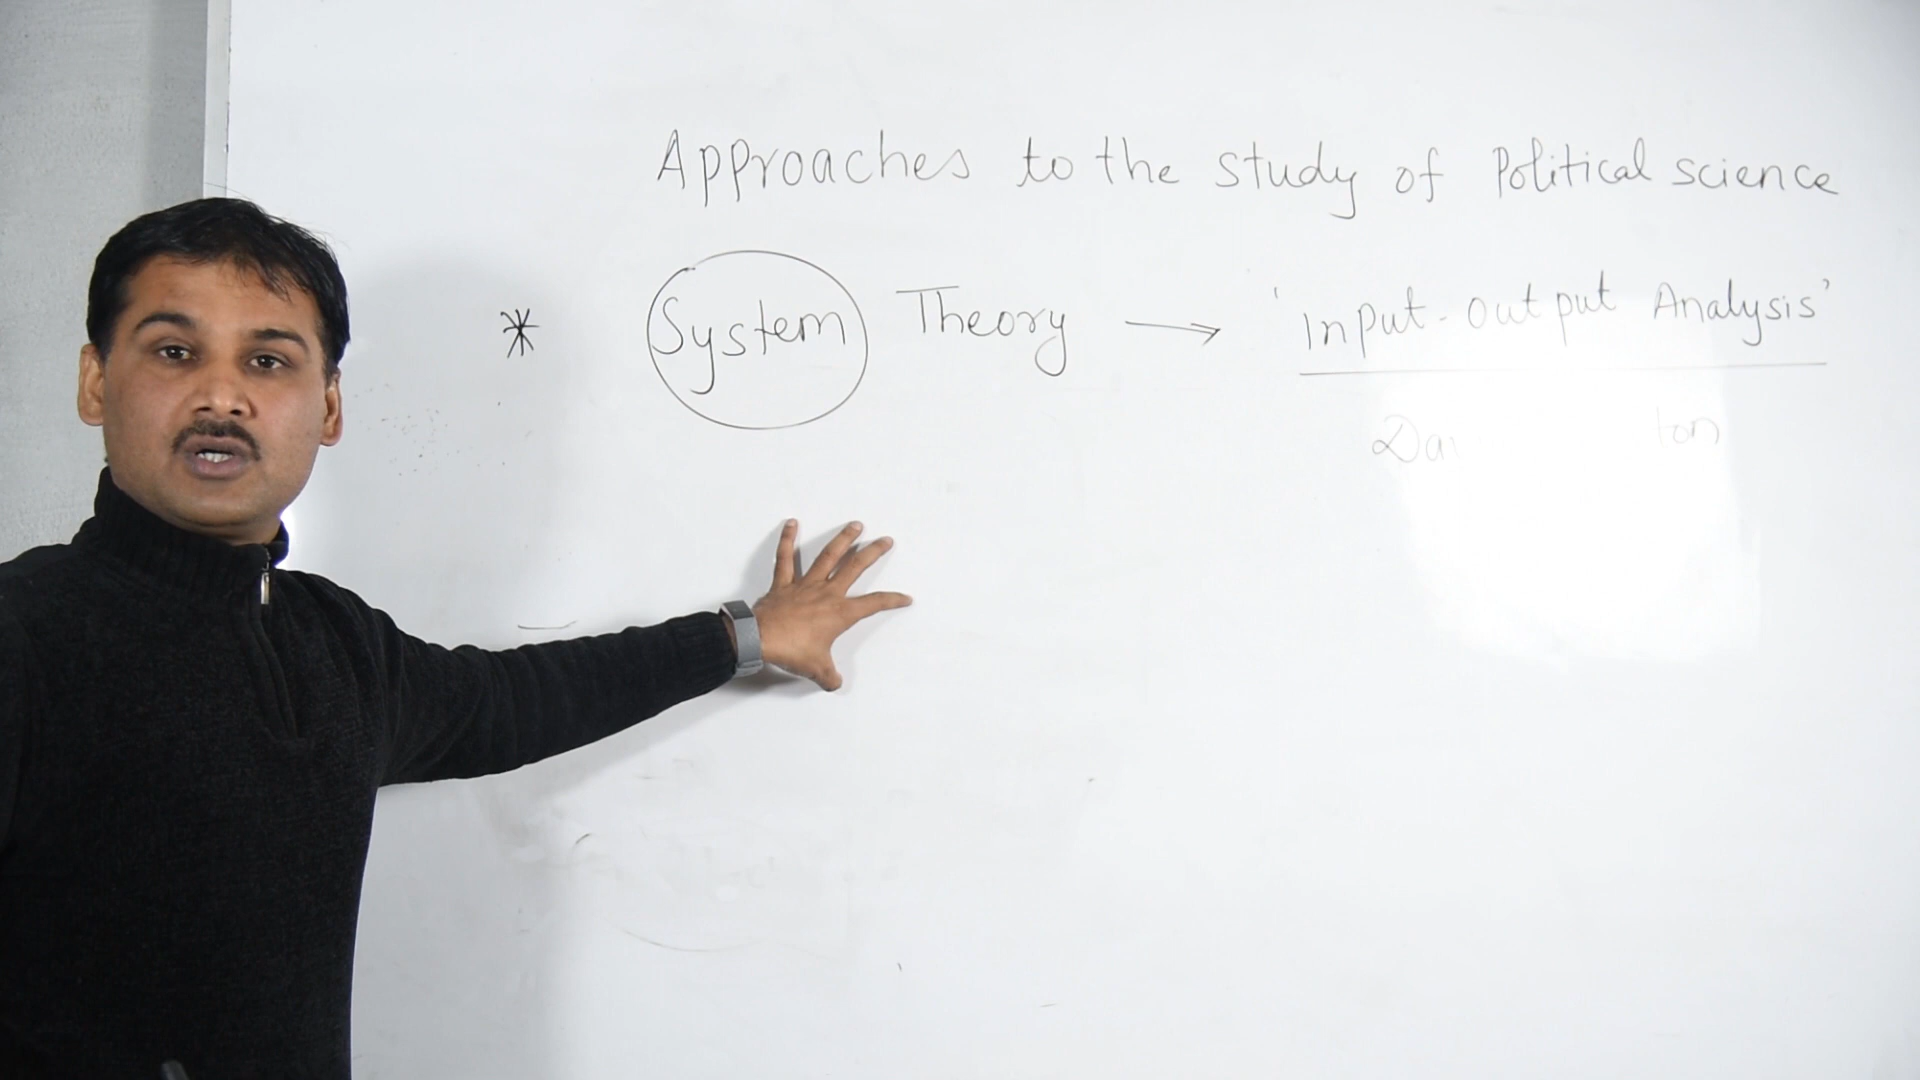 Approaches to the study of Political science
* System Theory → 'Input-output Analysis'